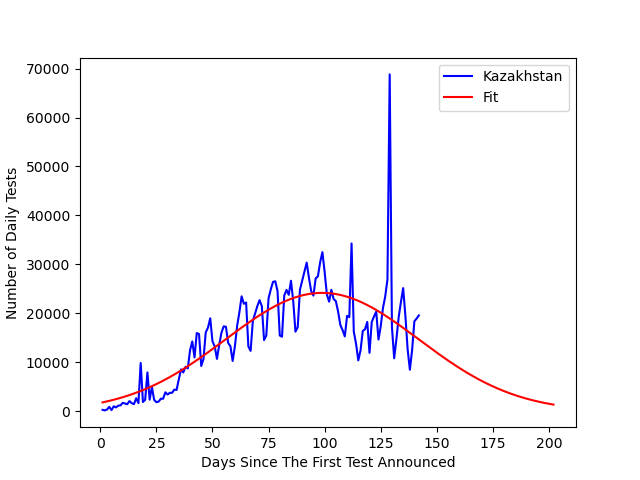 Kazakhstan
Fit
70000
60000
50000
40000
30000
20000
10000
0
Number of Daily Tests
0 25 50 75 100 125 150 175 200
Days Since The First Test Announced